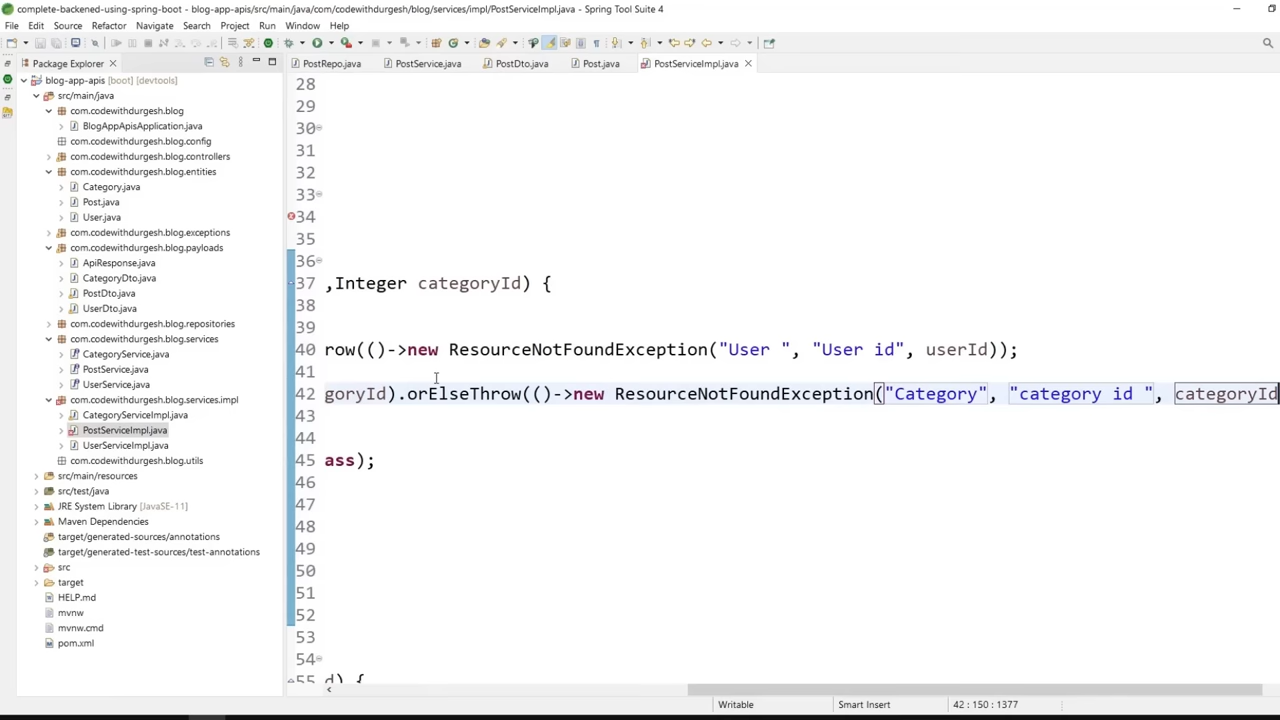 complete-backened-using-spring-boot - blog-app-apis/src/main/java/com/codewithdurgesh/blog/services/impl/PostServiceImpl.java - Spring Tool Suite 4
File Edit Source Refactor Navigate Search Project Run Window Help
Package Explorer
blog-app-apis [boot] [devtools]
src/main/java
com.codewithdurgesh.blog
BlogAppApisApplication.java
com.codewithdurgesh.blog.config
com.codewithdurgesh.blog.controllers
com.codewithdurgesh.blog.entities
Category.java
Post.java
User.java
com.codewithdurgesh.blog.exceptions
com.codewithdurgesh.blog.payloads
ApiResponse.java
CategoryDto.java
PostDto.java
UserDto.java
com.codewithdurgesh.blog.repositories
com.codewithdurgesh.blog.services
CategoryService.java
PostService.java
UserService.java
com.codewithdurgesh.blog.services.impl
CategoryServiceImpl.java
PostServiceImpl.java
UserServiceImpl.java
com.codewithdurgesh.blog.utils
src/main/resources
src/test/java
JRE System Library [JavaSE-11]
Maven Dependencies
target/generated-sources/annotations
target/generated-test-sources/test-annotations
src
target
HELP.md
mvnw
mvnw.cmd
pom.xml
PostRepo.java PostService.java PostDto.java Post.java PostServiceImpl.java
28
29
30
31
32
33
34
35
36
37 ,Integer categoryId) {
38
39
40 row(()->new ResourceNotFoundException("User ", "User id", userId));
41
42 goryId).orElseThrow(()->new ResourceNotFoundException("Category", "category id ", categoryId
43
44
45 ass);
46
47
48
49
50
51
52
53
54
55 d) {
Writable Smart Insert 42 : 150 : 1377